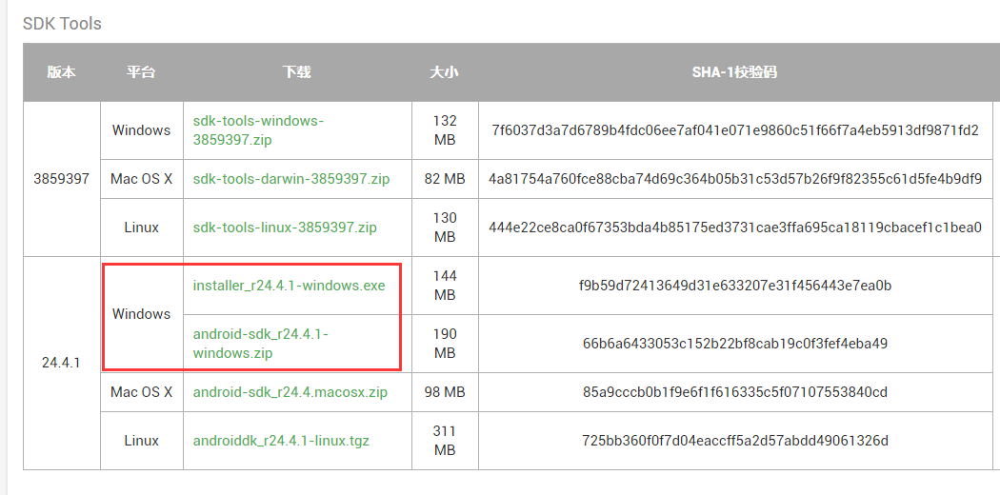 SDK Tools
版本 平台 下载 大小 SHA-1校验码
3859397
Windows
sdk-tools-windows-
3859397.zip
132
MB
7f6037d3a7d6789b4fdc06ee7af041e071e9860c51f66f7a4eb5913df9871fd2
Mac OS X
sdk-tools-darwin-3859397.zip
82 MB
4a81754a760fce88cba74d69c364b05b31c53d57b26f9f82355c61d5fe4b9df9
Linux
sdk-tools-linux-3859397.zip
130
MB
444e22ce8ca0f67353bda4b85175ed3731cae3ffa695ca18119cbacef1c1bea0
24.4.1
Windows
installer_r24.4.1-windows.exe
144
MB
f9b59d72413649d31e633207e31f456443e7ea0b
android-sdk_r24.4.1-
windows.zip
190
MB
66b6a6433053c152b22bf8cab19c0f3fef4eba49
Mac OS X
android-sdk_r24.4.macosx.zip
98 MB
85a9cccb0b1f9e6f1f616335c5f07107553840cd
Linux
androiddk_r24.4.1-linux.tgz
311
MB
725bb360f0f7d04eaccff5a2d57abdd49061326d